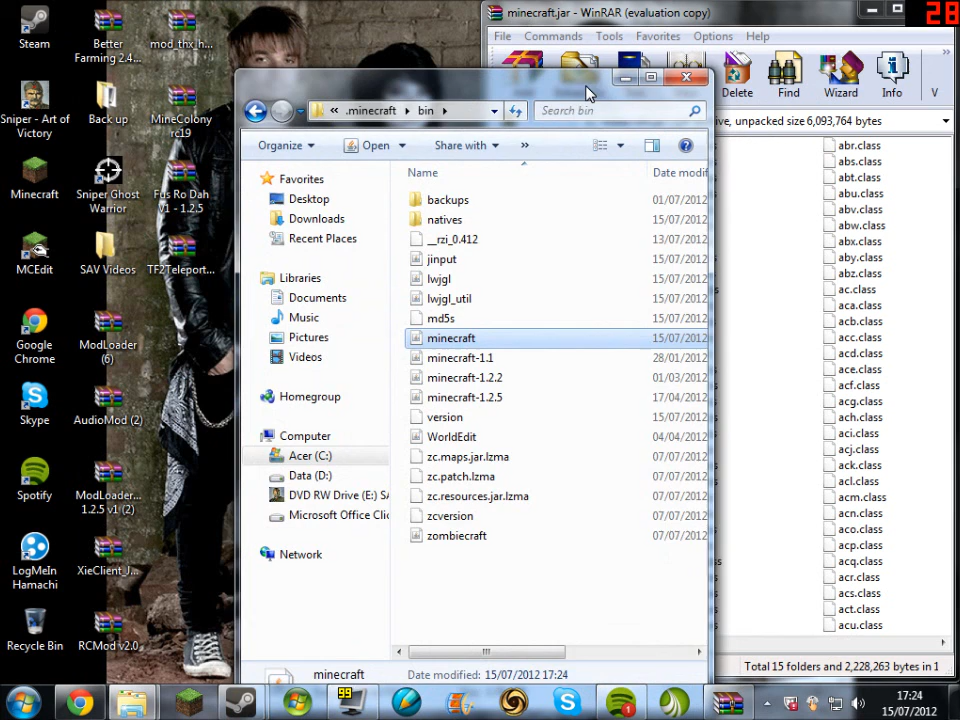 Steam
Better
Farming 2.4...
mod_thx_h...
Sniper - Art of
Victory
Back up
MineColony
rc19
Minecraft
Sniper Ghost
Warrior
Fus Ro Dah
v1 - 1.2.5
MCEdit
SAV Videos
TF2Teleport...
Google
Chrome
ModLoader
(6)
Skype
AudioMod (2)
Spotify
ModLoader...
1.2.5 v1 (2)
LogMeIn
Hamachi
XieClient_J...
Recycle Bin
RCMod v2.0
minecraft.jar - WinRAR (evaluation copy)
28
File Commands Tools Favorites Options Help
Delete Find Wizard Info V
ive, unpacked size 6,093,764 bytes
« .minecraft bin
Search bin
Organize Open Share with »
Name Date modif
Favorites
Desktop
Downloads
Recent Places
Libraries
Documents
Music
Pictures
Videos
Homegroup
Computer
Acer (C:)
Data (D:)
DVD RW Drive (E:) SA
Microsoft Office Clic
Network
backups 01/07/2012
natives 15/07/2012
__rzi_0.412 13/07/2012
jinput 15/07/2012
lwjgl 15/07/2012
lwjgl_util 15/07/2012
md5s 15/07/2012
minecraft 15/07/2012
minecraft-1.1 28/01/2012
minecraft-1.2.2 01/03/2012
minecraft-1.2.5 17/04/2012
version 15/07/2012
WorldEdit 04/04/2012
zc.maps.jar.lzma 07/07/2012
zc.patch.lzma 07/07/2012
zc.resources.jar.lzma 07/07/2012
zcversion 07/07/2012
zombiecraft 07/07/2012
minecraft Date modified: 15/07/2012 17:24
abr.class
abs.class
abt.class
abu.class
abv.class
abw.class
abx.class
aby.class
abz.class
ac.class
aca.class
acb.class
acc.class
acd.class
ace.class
acf.class
acg.class
ach.class
aci.class
acj.class
ack.class
acl.class
acm.class
acn.class
aco.class
acp.class
acq.class
acr.class
acs.class
act.class
acu.class
Total 15 folders and 2,228,263 bytes in 1
99
1
17:24
15/07/2012